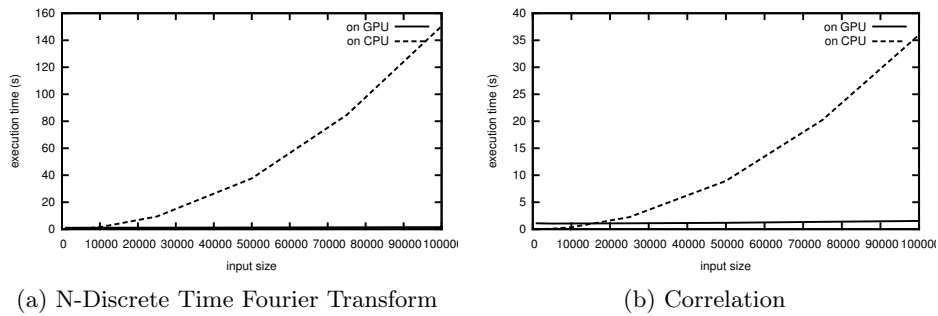 160
140
120
100
80
60
40
20
0
execution time (s)
on GPU
on CPU
0 10000 20000 30000 40000 50000 60000 70000 80000 90000 100000
input size
(a) N-Discrete Time Fourier Transform
40
35
30
25
20
15
10
5
0
execution time (s)
on GPU
on CPU
0 10000 20000 30000 40000 50000 60000 70000 80000 90000 100000
input size
(b) Correlation